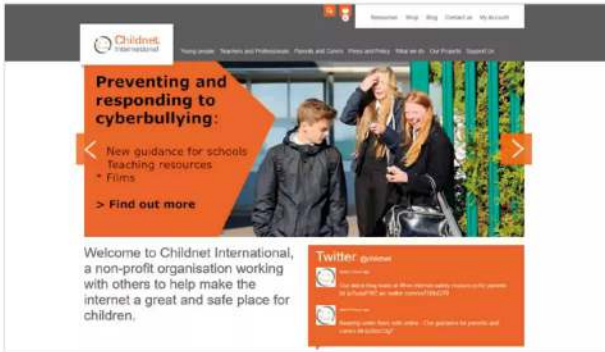 Resources Shop Blog Contact us My Account
Childnet
International
Young people Teachers and Professionals Parents and Carers Press and Policy What we do Our Projects Support Us
Preventing and
responding to
cyberbullying:
New guidance for schools
Teaching resources
* Films
> Find out more
Welcome to Childnet International,
a non-profit organisation working
with others to help make the
internet a great and safe place for
children.
Twitter @childnet